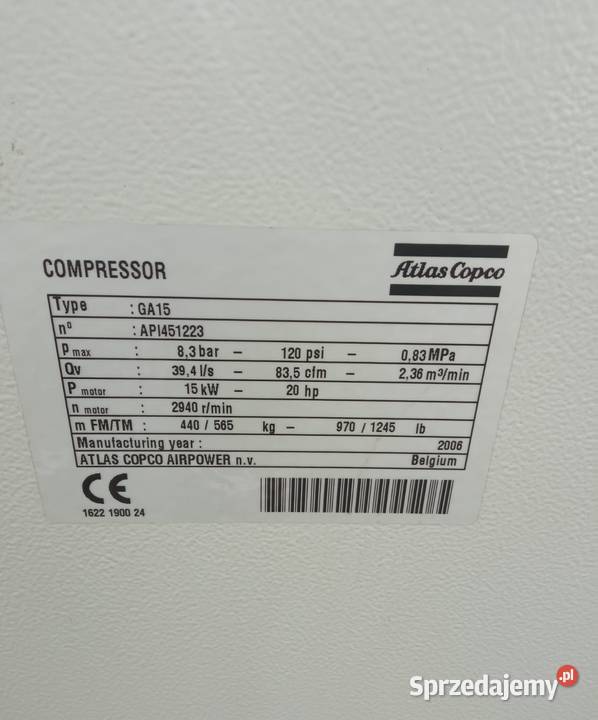 COMPRESSOR
Atlas Copco
Type : GA15
nº : API451223
P max : 8,3 bar – 120 psi – 0,83 MPa
Qv : 39,4 l/s – 83,5 cfm – 2,36 m³/min
P motor : 15 kW – 20 hp
n motor : 2940 r/min
m FM/TM : 440 / 565 kg – 970 / 1245 lb
Manufacturing year : 2006
ATLAS COPCO AIRPOWER n.v. Belgium
CE
1622 1900 24
Sprzedajemy.pl